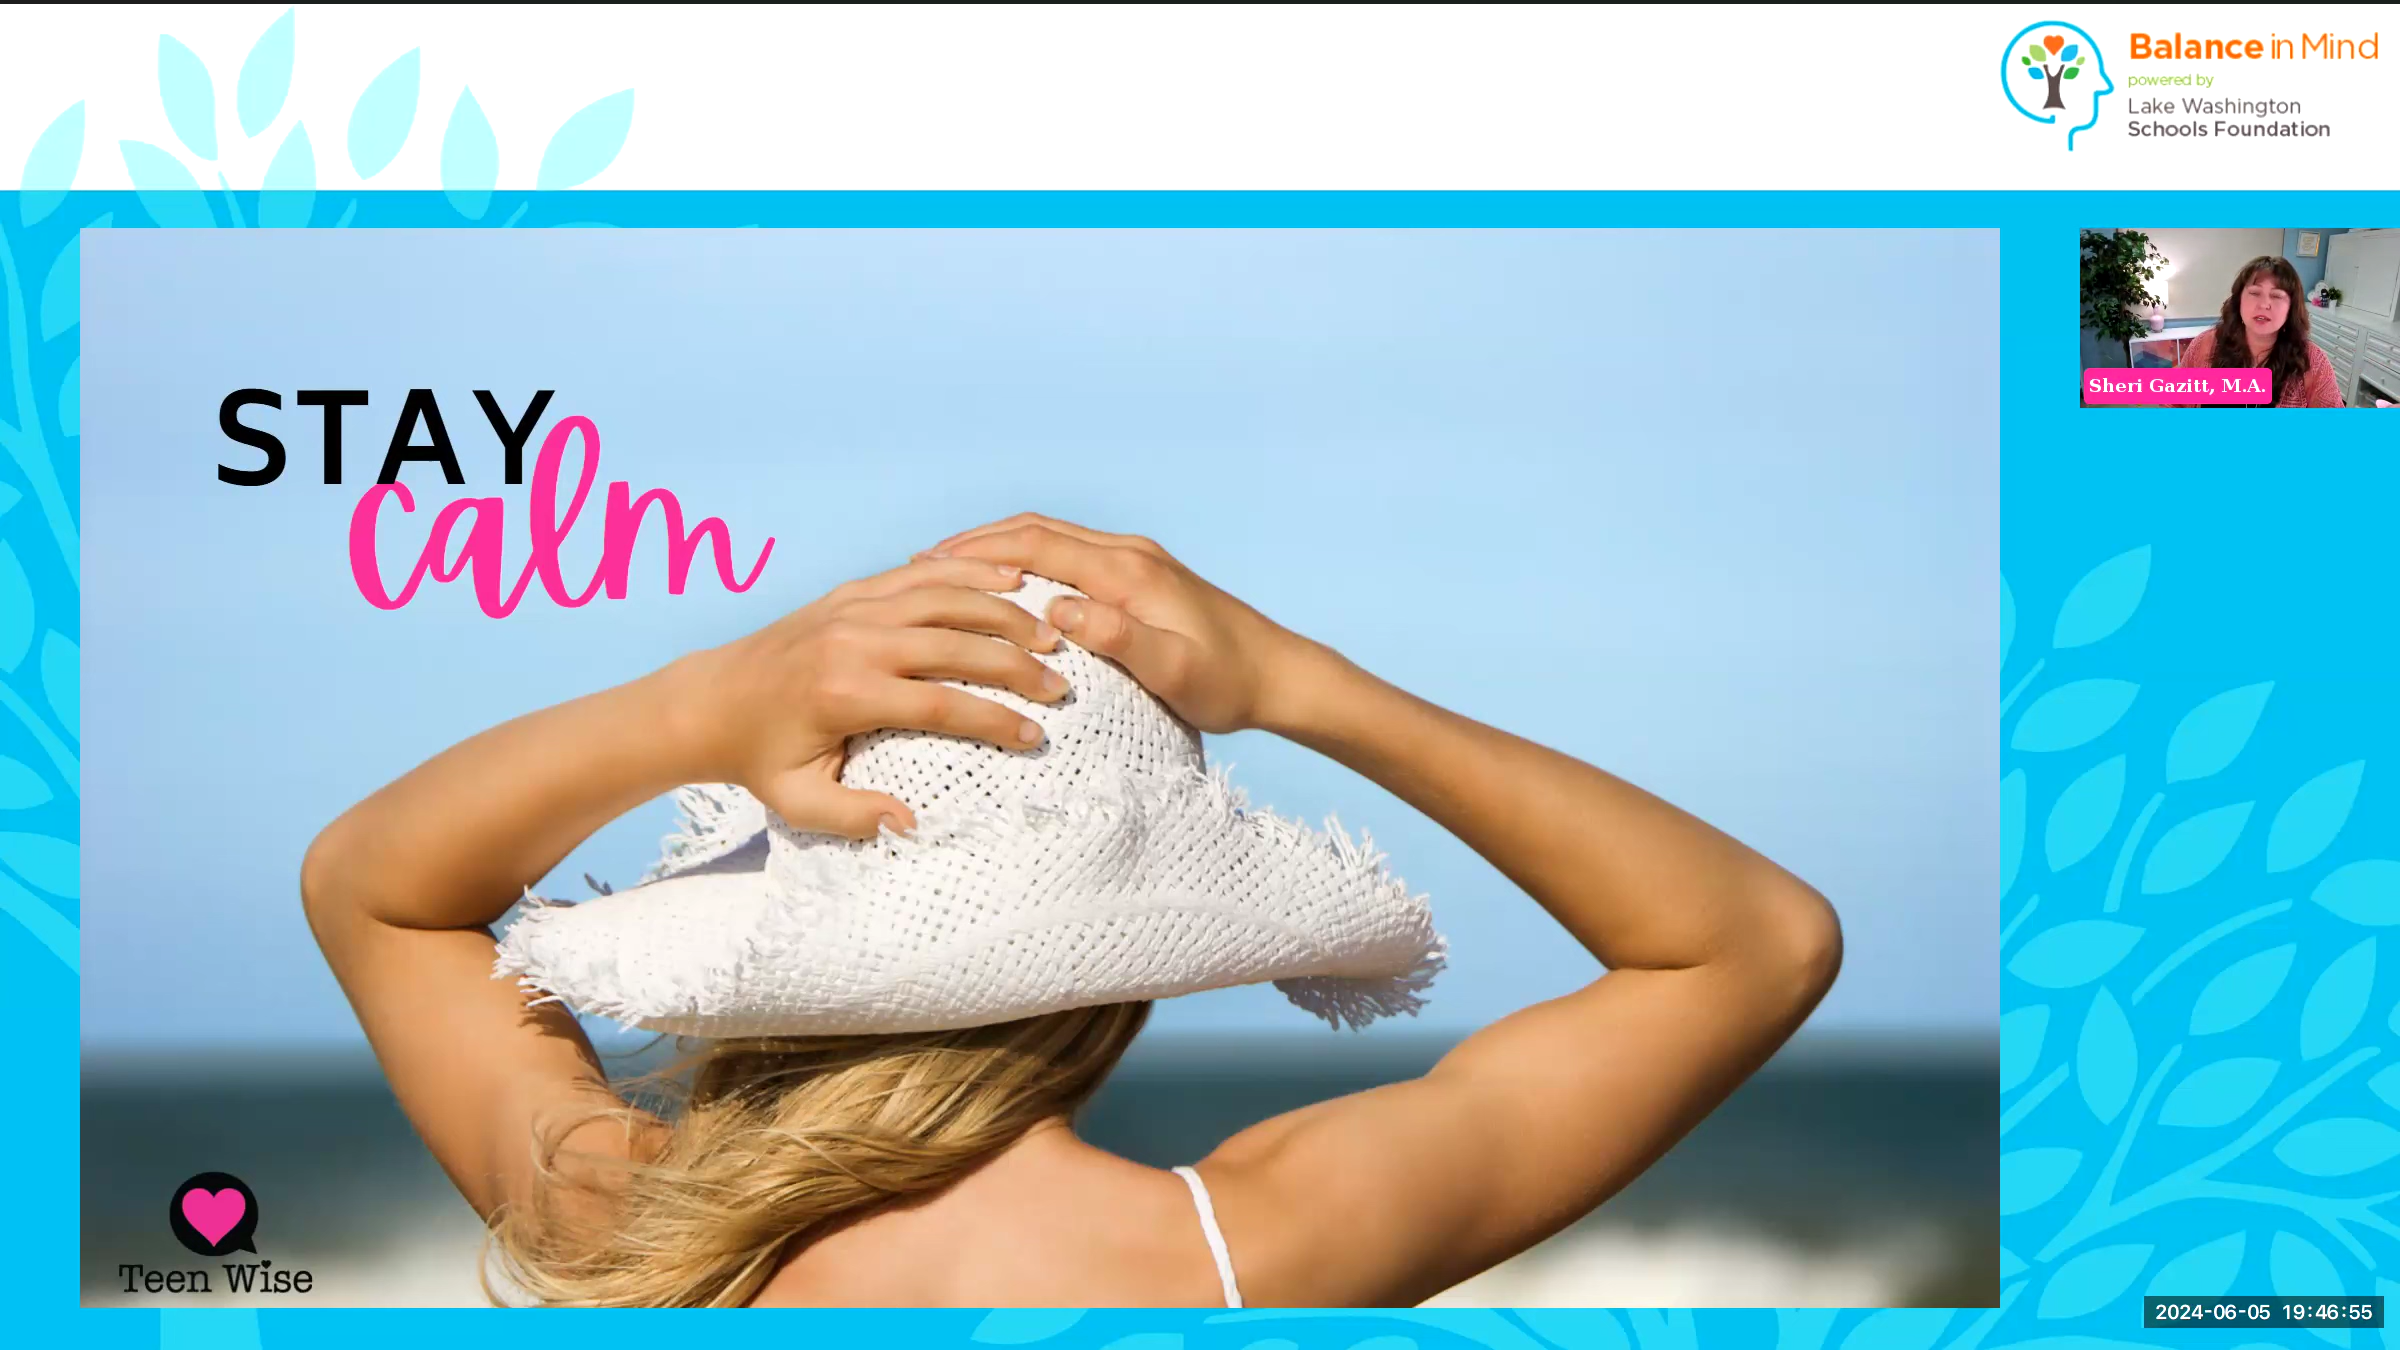 Balance in Mind
powered by
Lake Washington
Schools Foundation
STAY
calm
Sheri Gazitt, M.A.
Teen Wise
2024-06-05 19:46:55